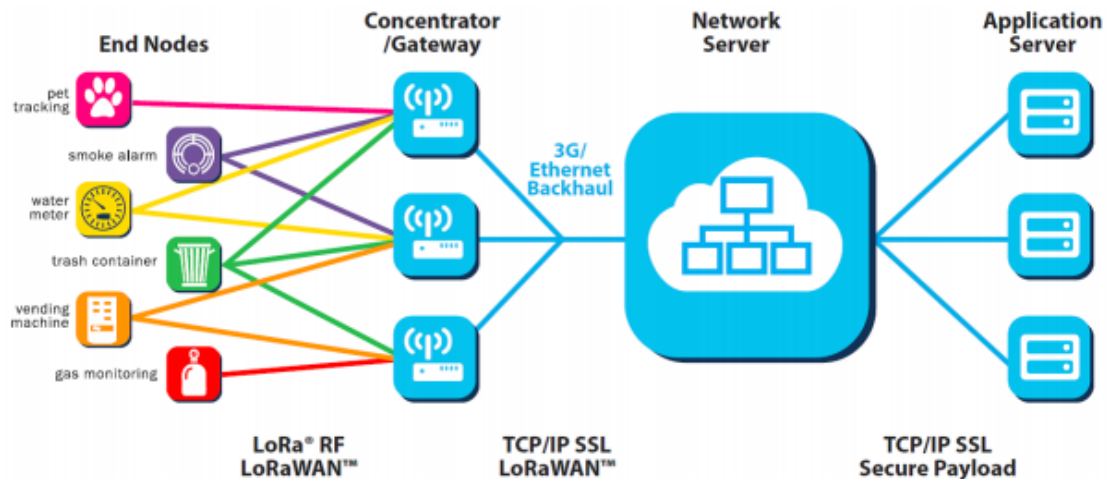 End Nodes
Concentrator
/Gateway
Network
Server
Application
Server
pet
tracking
smoke alarm
water
meter
trash container
vending
machine
gas monitoring
3G/
Ethernet
Backhaul
LoRa® RF
LoRaWAN™
TCP/IP SSL
LoRaWAN™
TCP/IP SSL
Secure Payload